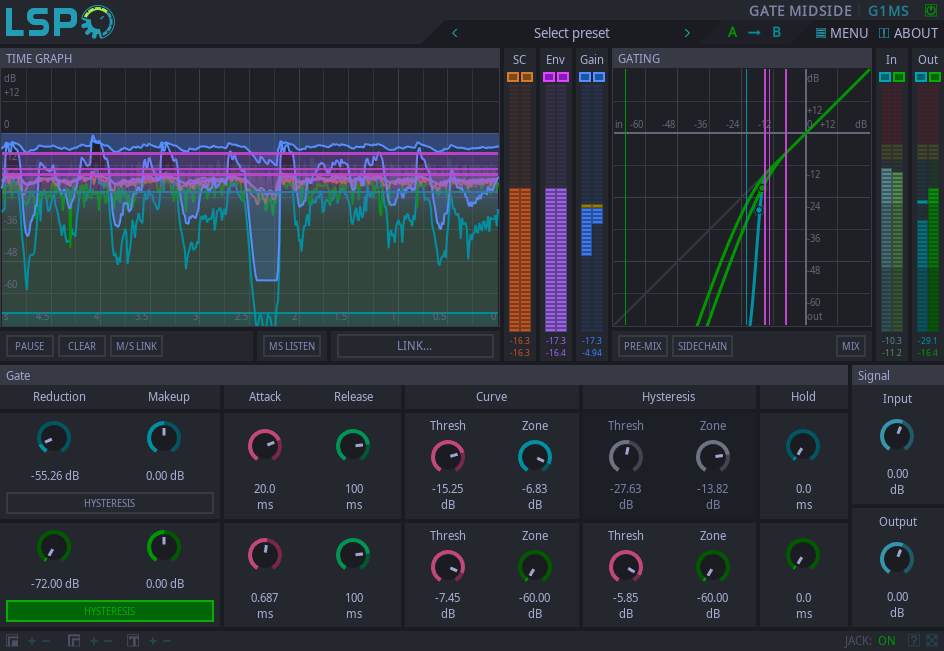 LSP
GATE MIDSIDE G1MS
Select preset
A → B
MENU
ABOUT
TIME GRAPH
SC
Env
Gain
GATING
In
Out
dB
+12
0
-36
-48
-60
s 4.5 4 3.5 3 2.5 2 1.5 1 0.5 0
dB
+12
in -60 -48 -36 -24 -12 0 +12 dB
-12
-24
-36
-48
-60
out
-16.3
-16.3
-17.3
-16.4
-17.3
-4.94
-10.3
-11.2
-29.1
-16.4
PAUSE
CLEAR
M/S LINK
MS LISTEN
LINK...
PRE-MIX
SIDECHAIN
MIX
Gate
Signal
Reduction
Makeup
Attack
Release
Curve
Hysteresis
Hold
Input
Thresh
Zone
Thresh
Zone
-55.26 dB
0.00 dB
20.0
ms
100
ms
-15.25
dB
-6.83
dB
-27.63
dB
-13.82
dB
0.0
ms
0.00
dB
HYSTERESIS
Output
Thresh
Zone
Thresh
Zone
-72.00 dB
0.00 dB
0.687
ms
100
ms
-7.45
dB
-60.00
dB
-5.85
dB
-60.00
dB
0.0
ms
0.00
dB
HYSTERESIS
JACK: ON